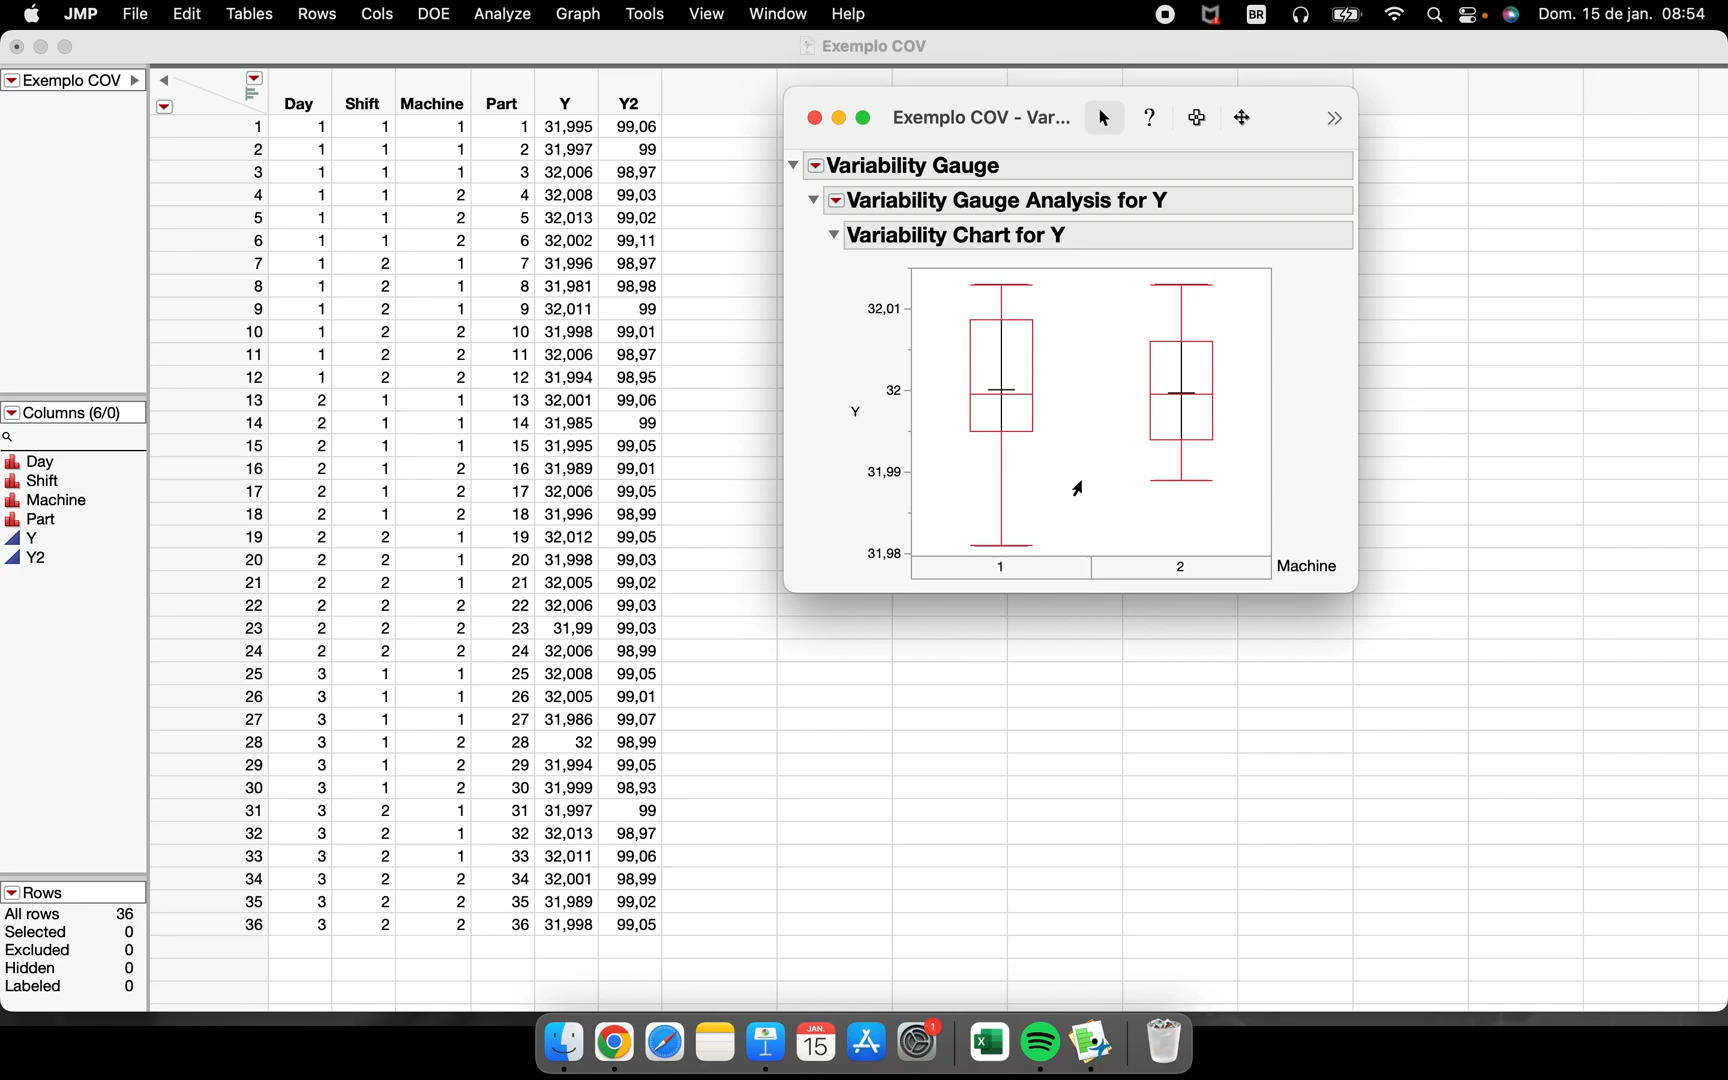 JMP File Edit Tables Rows Cols DOE Analyze Graph Tools View Window Help BR Dom. 15 de jan. 08:54
Exemplo COV
Exemplo COV
Day Shift Machine Part Y Y2
1 1 1 1 1 31,995 99,06
2 1 1 1 2 31,997 99
3 1 1 1 3 32,006 98,97
4 1 1 2 4 32,008 99,03
5 1 1 2 5 32,013 99,02
6 1 1 2 6 32,002 99,11
7 1 2 1 7 31,996 98,97
8 1 2 1 8 31,981 98,98
9 1 2 1 9 32,011 99
10 1 2 2 10 31,998 99,01
11 1 2 2 11 32,006 98,97
12 1 2 2 12 31,994 98,95
13 2 1 1 13 32,001 99,06
14 2 1 1 14 31,985 99
15 2 1 1 15 31,995 99,05
16 2 1 2 16 31,989 99,01
17 2 1 2 17 32,006 99,05
18 2 1 2 18 31,996 98,99
19 2 2 1 19 32,012 99,05
20 2 2 1 20 31,998 99,03
21 2 2 1 21 32,005 99,02
22 2 2 2 22 32,006 99,03
23 2 2 2 23 31,99 99,03
24 2 2 2 24 32,006 98,99
25 3 1 1 25 32,008 99,05
26 3 1 1 26 32,005 99,01
27 3 1 1 27 31,986 99,07
28 3 1 2 28 32 98,99
29 3 1 2 29 31,994 99,05
30 3 1 2 30 31,999 98,93
31 3 2 1 31 31,997 99
32 3 2 1 32 32,013 98,97
33 3 2 1 33 32,011 99,06
34 3 2 2 34 32,001 98,99
35 3 2 2 35 31,989 99,02
36 3 2 2 36 31,998 99,05
Columns (6/0)
Day
Shift
Machine
Part
Y
Y2
Rows
All rows 36
Selected 0
Excluded 0
Hidden 0
Labeled 0
Exemplo COV - Var...
Variability Gauge
Variability Gauge Analysis for Y
Variability Chart for Y
32,01
32
Y
31,99
31,98
1 2 Machine
JAN.
15
1